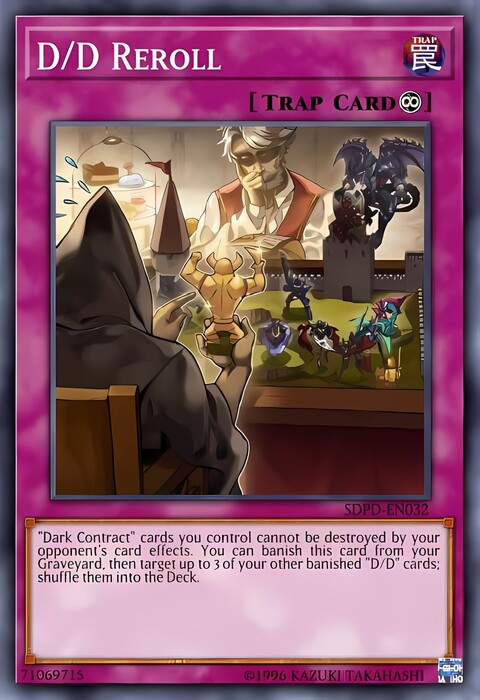 D/D REROLL
TRAP
罠
[TRAP CARD]
SDPD-EN032
"Dark Contract" cards you control cannot be destroyed by your
opponent's card effects. You can banish this card from your
Graveyard, then target up to 3 of your other banished "D/D" cards;
shuffle them into the Deck.
71069715
©1996 KAZUKI TAKAHASHI